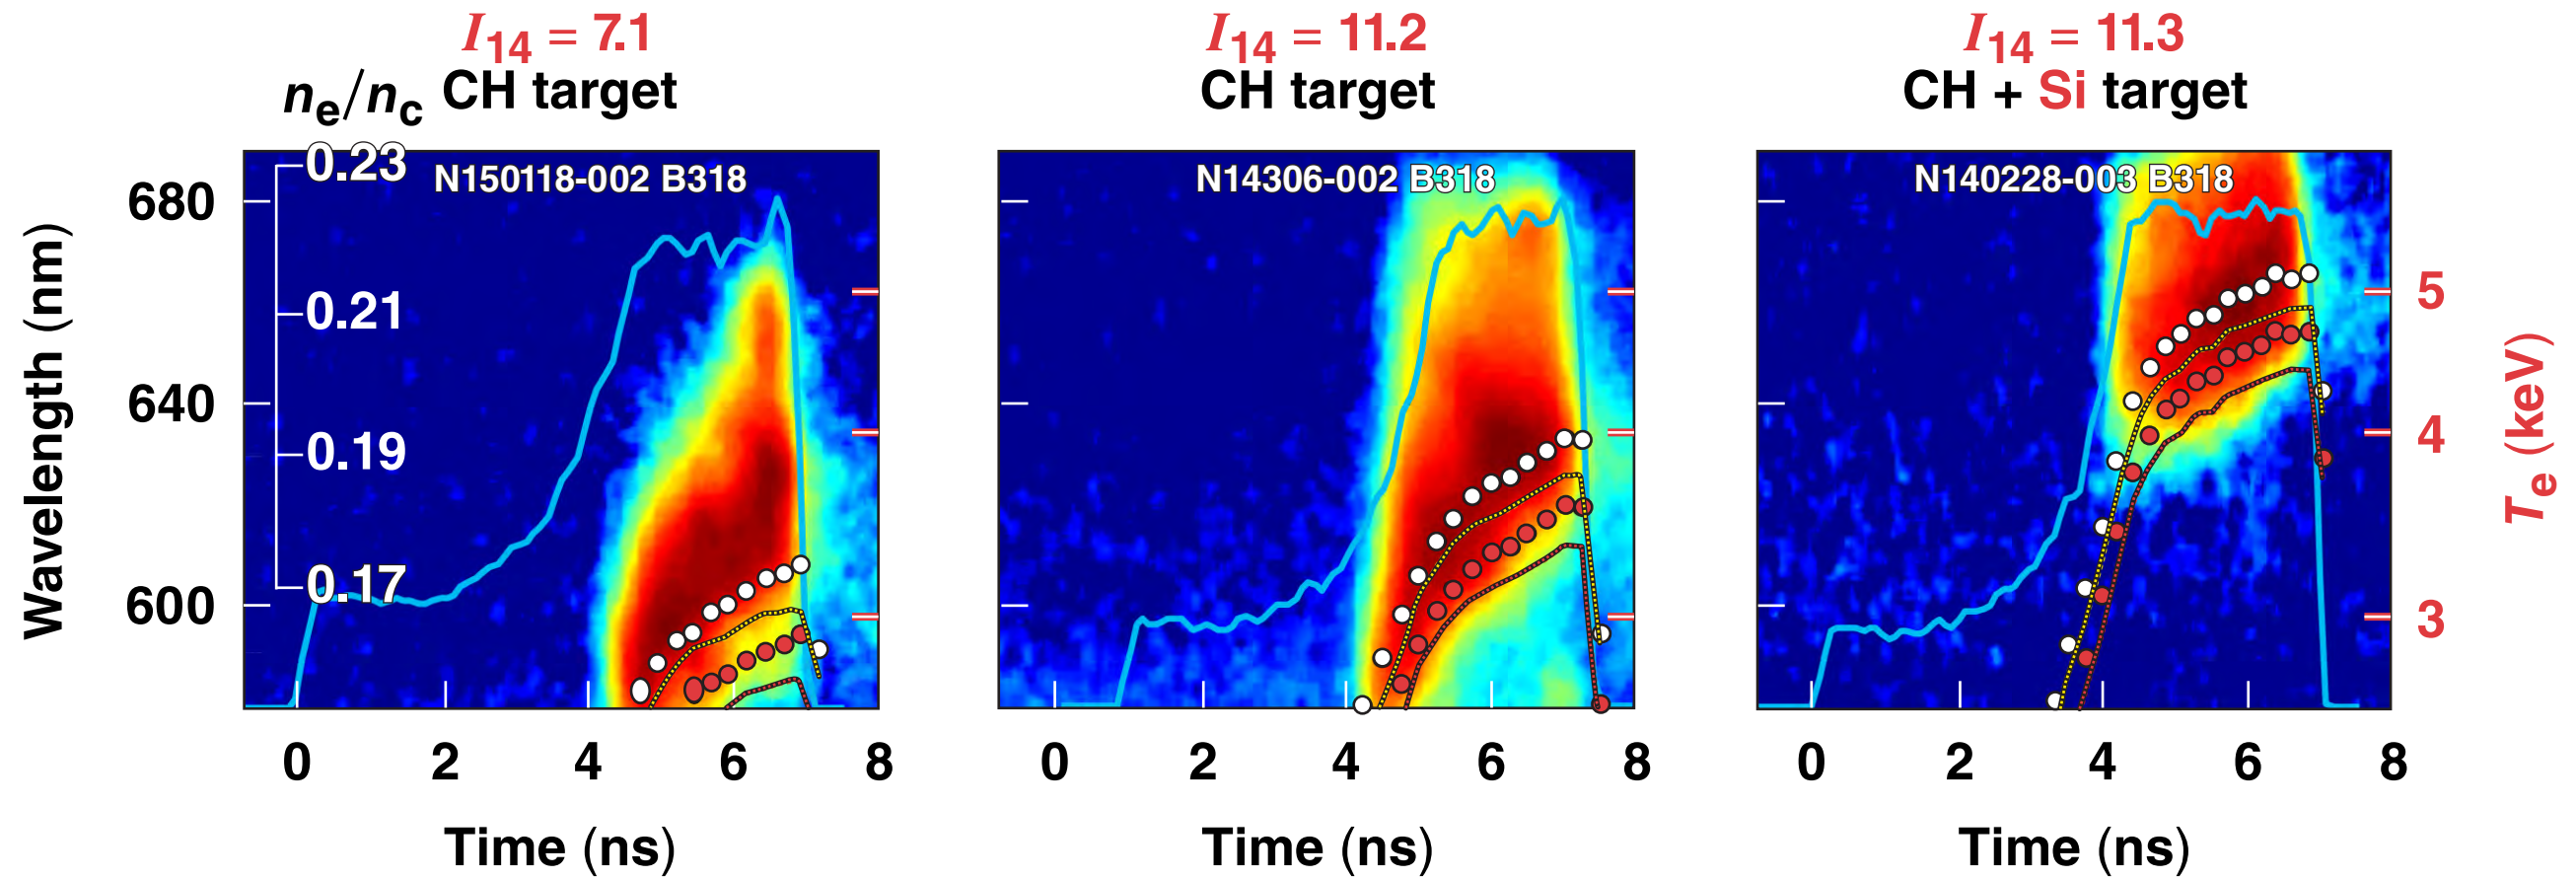 I14 = 7.1
CH target
I14 = 11.2
CH target
I14 = 11.3
CH + Si target
ne/nc
0.23
0.21
0.19
0.17
N150118-002 B318
N14306-002 B318
N140228-003 B318
Wavelength (nm)
680
640
600
5
4
3
Te (keV)
0 2 4 6 8
0 2 4 6 8
0 2 4 6 8
Time (ns)
Time (ns)
Time (ns)